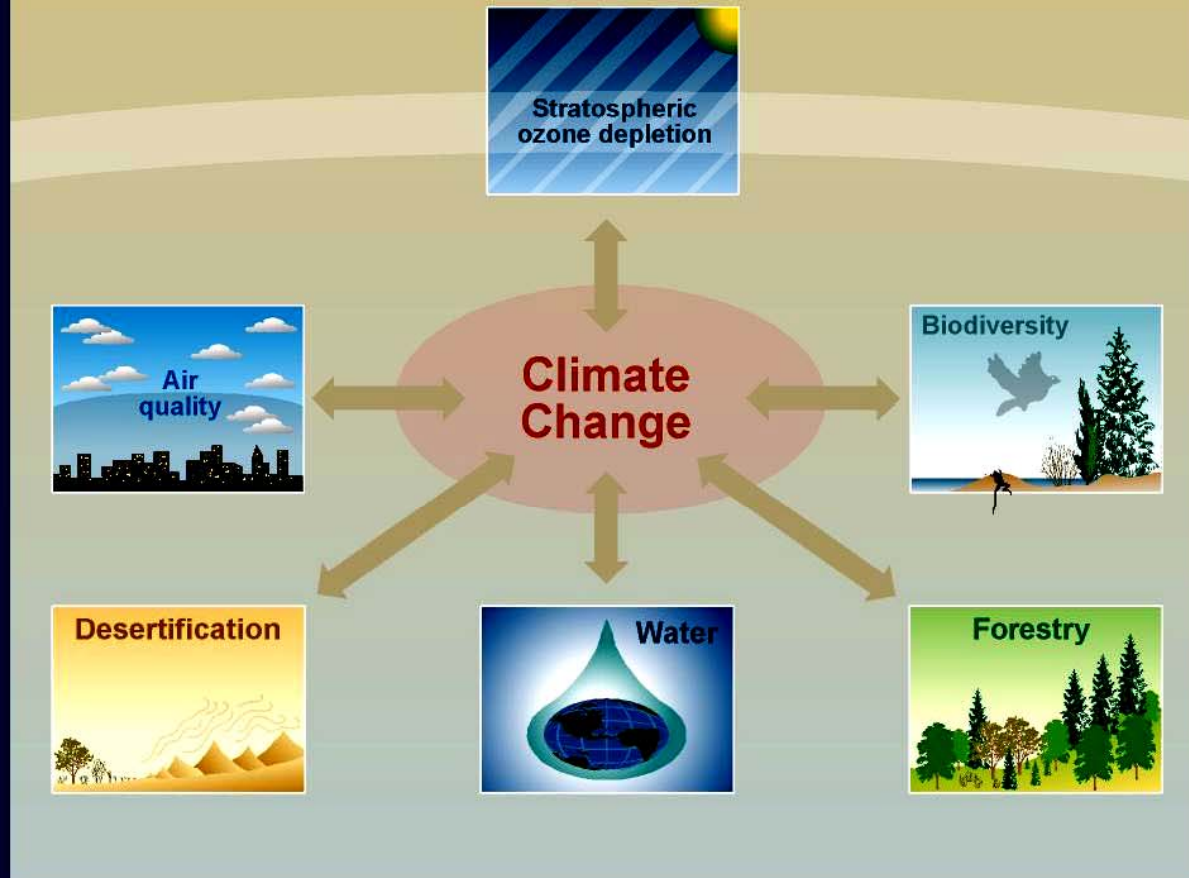 Stratospheric
ozone depletion
Air
quality
Climate
Change
Biodiversity
Desertification
Water
Forestry